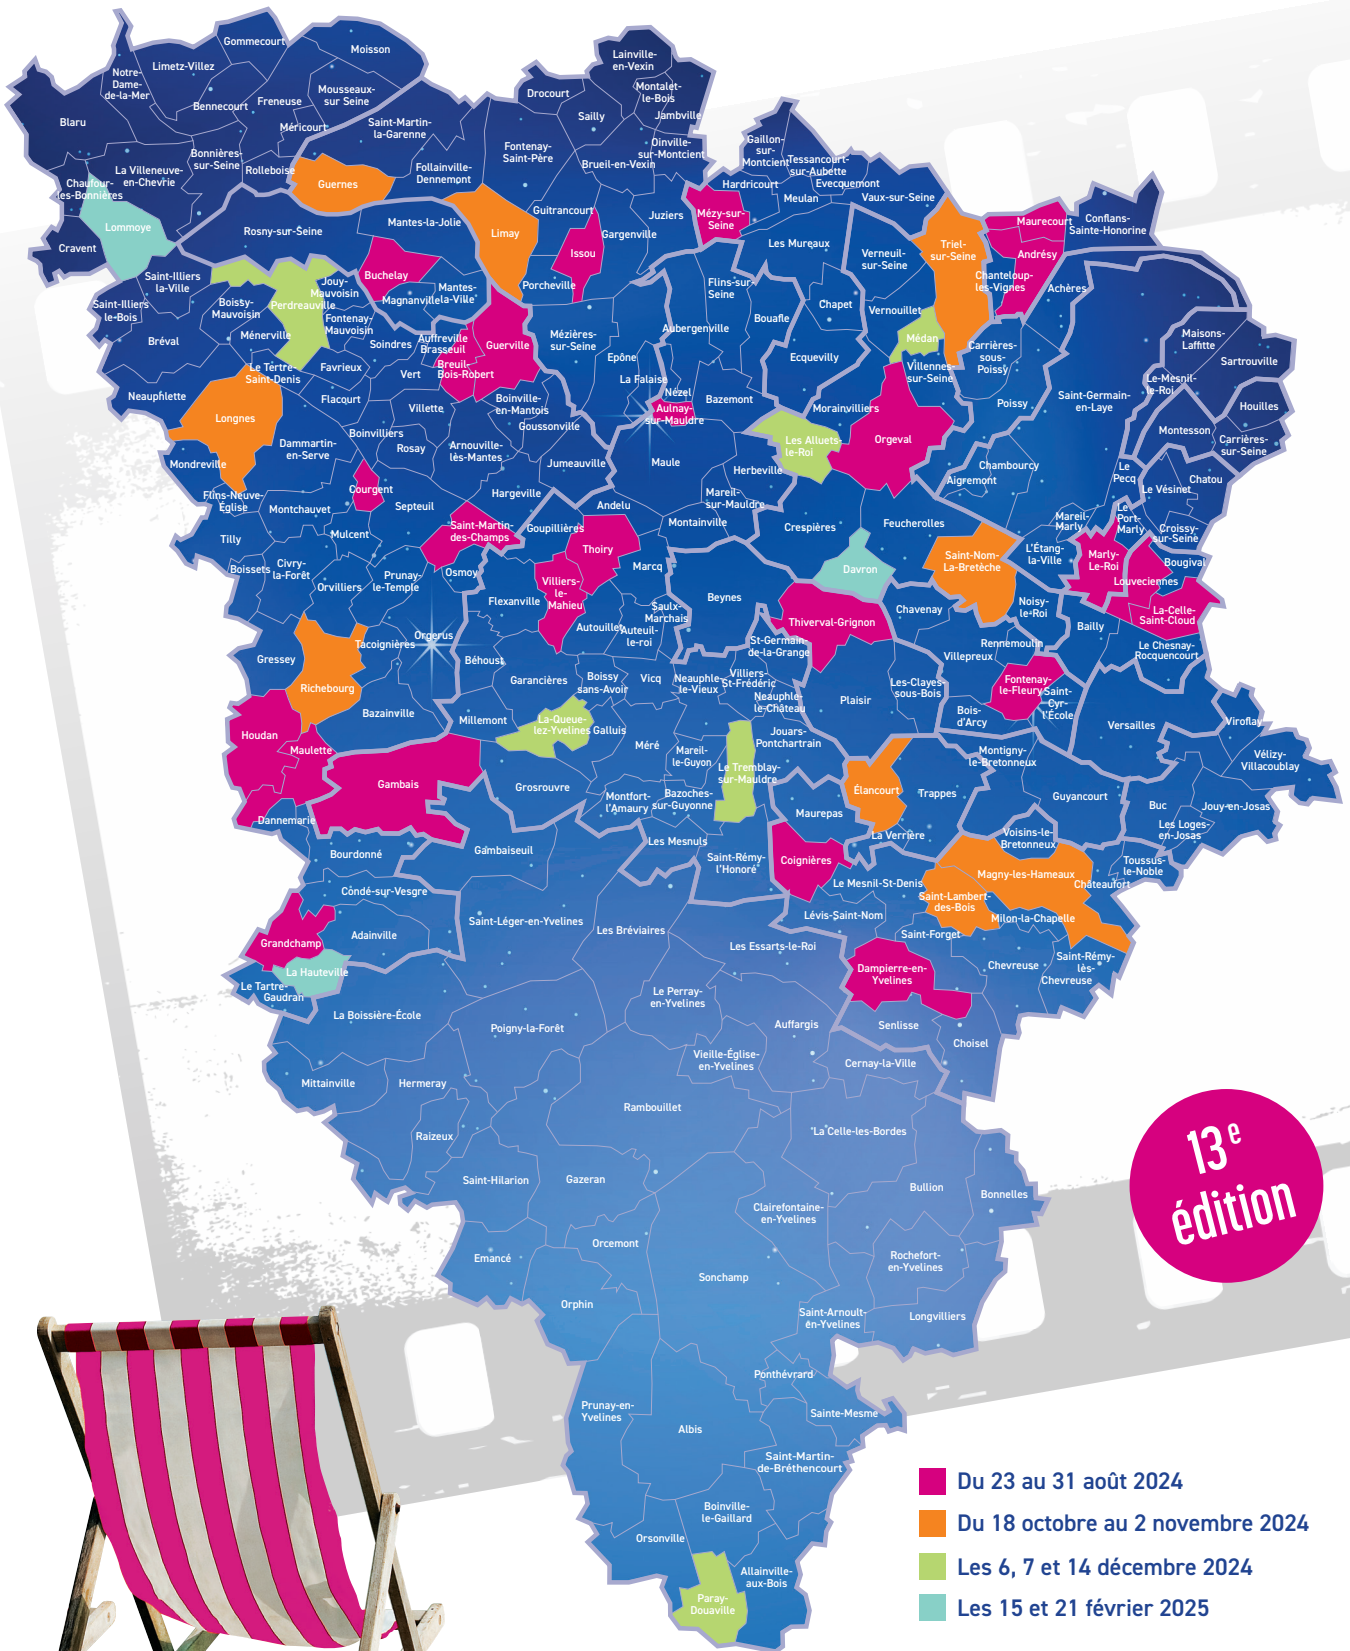 Gommecourt
Moisson
Limetz-Villez
Notre-
Dame-
de-la-Mer
Bennecourt
Freneuse
Mousseaux-
sur Seine
Blaru
Méricourt
Saint-Martin-
la-Garenne
Bonnières-
sur-Seine
Rolleboise
La Villeneuve-
en-Chevrie
Chaufour-
les-Bonnières
Lommoye
Cravent
Guernes
Follainville-
Dennemont
Lainville-
en-Vexin
Montalet-
le-Bois
Jambville
Drocourt
Sailly
Fontenay-
Saint-Père
Oinville-
sur-Montcient
Brueil-en-Vexin
Gaillon-
sur-
Montcient
Tessancourt-
sur-Aubette
Evecquemont
Hardricourt
Meulan
Vaux-sur-Seine
Rosny-sur-Seine
Mantes-la-Jolie
Limay
Guitrancourt
Issou
Gargenville
Juziers
Mézy-sur-
Seine
Les Mureaux
Verneuil-
sur-Seine
Triel-
sur-Seine
Maurecourt
Andrésy
Conflans-
Sainte-Honorine
Chanteloup-
les-Vignes
Achères
Saint-Illiers
la-Ville
Saint-Illiers
le-Bois
Boissy-
Mauvoisin
Perdreauville
Jouy-
Mauvoisin
Fontenay-
Mauvoisin
Buchelay
Magnanville
Mantes-
la-Ville
Porcheville
Flins-sur-
Seine
Chapet
Bouafle
Vernouillet
Médan
Bréval
Ménerville
Soindres
Auffreville
Brasseuil
Guerville
Mézières-
sur-Seine
Epône
Aubergenville
Ecquevilly
Villennes-
sur-Seine
Carrières-
sous-
Poissy
Maisons-
Laffitte
Sartrouville
Le Tertre-
Saint-Denis
Favrieux
Vert
Breuil-
Bois-Robert
La Falaise
Nézel
Aulnay-
sur-Mauldre
Bazemont
Morainvilliers
Orgeval
Poissy
Saint-Germain-
en-Laye
Le-Mesnil-
le-Roi
Houilles
Montesson
Carrières-
sur-Seine
Neauphlette
Longnes
Flacourt
Villette
Boinville-
en-Mantois
Goussonville
Les Alluets-
le-Roi
Mondreville
Dammartin-
en-Serve
Boinvilliers
Rosay
Arnouville-
lès-Mantes
Jumeauville
Maule
Herbeville
Mareil-
sur-Mauldre
Chambourcy
Aigremont
Le
Pecq
Le Vésinet
Chatou
Flins-Neuve-
Église
Montchauvet
Courgent
Septeuil
Hargeville
Andelu
Montainville
Crespières
Feucherolles
Mareil-
Marly
Le
Port-
Marly
Croissy-
sur-Seine
Tilly
Mulcent
Saint-Martin-
des-Champs
Goupillières
Thoiry
Marcq
Davron
Saint-Nom-
La-Bretèche
L'Étang-
la-Ville
Marly-
Le-Roi
Bougival
Louveciennes
La-Celle-
Saint-Cloud
Boissets
Civry-
la-Forêt
Orvilliers
Prunay-
le-Temple
Osmoy
Flexanville
Villiers-
le-
Mahieu
Autouillet
Saulx-
Marchais
Auteuil-
le-roi
Beynes
Thiverval-Grignon
Chavenay
Noisy-
le-Roi
Bailly
Le Chesnay-
Rocquencourt
Gressey
Tacoignières
Orgerus
Béhoust
St-Germain-
de-la-Grange
Villepreux
Rennemoulin
Richebourg
Bazainville
Garancières
Boissy
sans-Avoir
Vicq
Neauphle-
le-Vieux
Villiers-
St-Frédéric
Neauphle-
le-Château
Plaisir
Les-Clayes-
sous-Bois
Fontenay-
le-Fleury
Saint-
Cyr-
l'École
Bois-
d'Arcy
Versailles
Viroflay
Vélizy-
Villacoublay
Houdan
Maulette
Millemont
La-Queue-
lez-Yvelines
Galluis
Méré
Mareil-
le-Guyon
Jouars-
Pontchartrain
Le Tremblay-
sur-Mauldre
Montigny-
le-Bretonneux
Gambais
Grosrouvre
Montfort-
l'Amaury
Bazoches-
sur-Guyonne
Maurepas
Élancourt
Trappes
Guyancourt
Buc
Jouy-en-Josas
Les Loges-
en-Josas
Dannemarie
Bourdonné
Gambaiseuil
Les Mesnuls
Saint-Rémy-
l'Honoré
Coignières
La Verrière
Voisins-le-
Bretonneux
Toussus-
le-Noble
Magny-les-Hameaux
Châteaufort
Condé-sur-Vesgre
Le Mesnil-St-Denis
Saint-Lambert-
des-Bois
Milon-la-Chapelle
Grandchamp
Adainville
Saint-Léger-en-Yvelines
Les Bréviaires
Lévis-Saint-Nom
Saint-Forget
Les Essarts-le-Roi
Dampierre-en-
Yvelines
Chevreuse
Saint-Rémy-
lès-
Chevreuse
La Hauteville
Le Tartre-
Gaudran
La Boissière-École
Poigny-la-Forêt
Le Perray-
en-Yvelines
Auffargis
Senlisse
Choisel
Vieille-Église-
en-Yvelines
Cernay-la-Ville
Mittainville
Hermeray
Rambouillet
La Celle-les-Bordes
Raizeux
Saint-Hilarion
Gazeran
Clairefontaine-
en-Yvelines
Bullion
Bonnelles
13e
édition
Emancé
Orcemont
Sonchamp
Rochefort-
en-Yvelines
Orphin
Saint-Arnoult-
en-Yvelines
Longvilliers
Ponthévrard
Prunay-en-
Yvelines
Albis
Sainte-Mesme
Saint-Martin-
de-Bréthencourt
Boinville-
le-Gaillard
Orsonville
Allainville-
aux-Bois
Paray-
Douaville
Du 23 au 31 août 2024
Du 18 octobre au 2 novembre 2024
Les 6, 7 et 14 décembre 2024
Les 15 et 21 février 2025